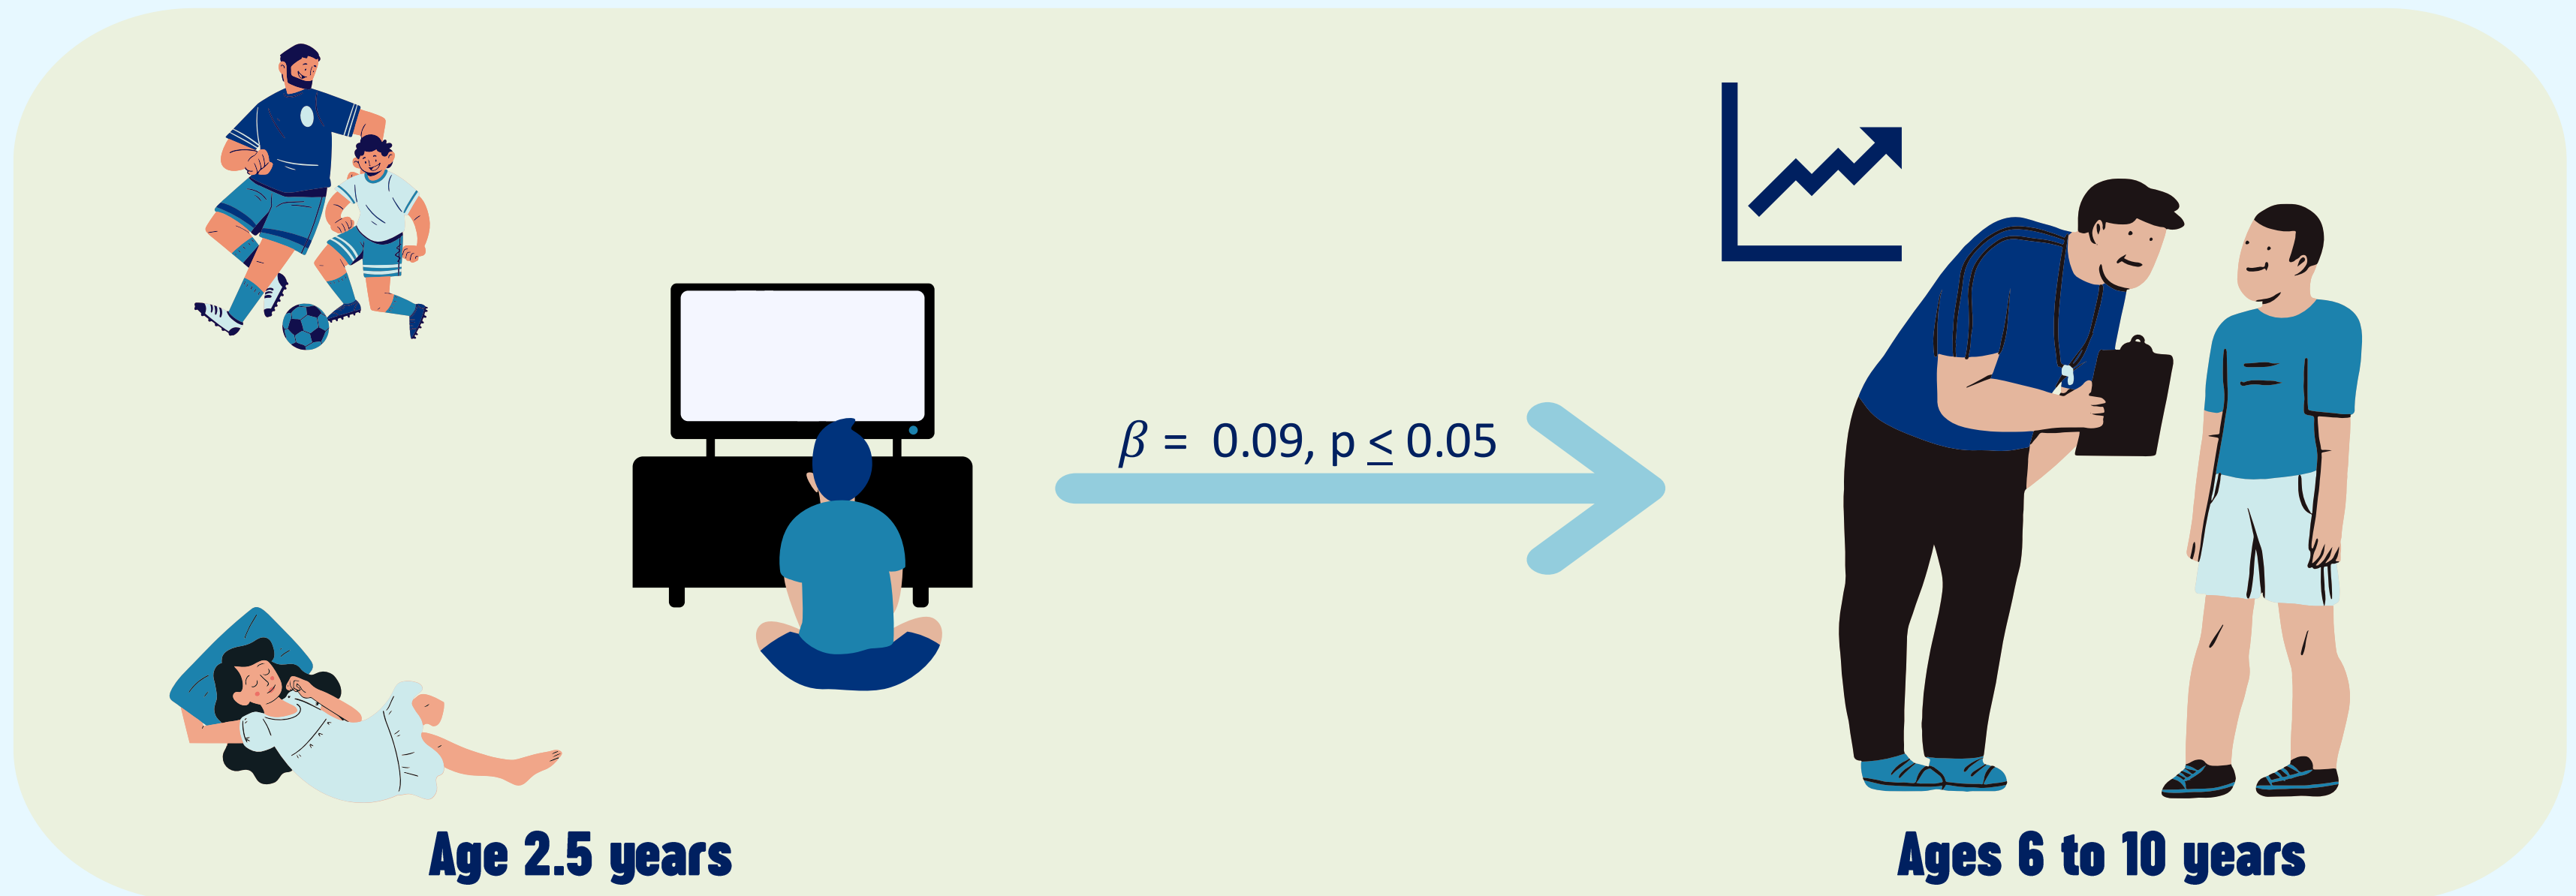 β = 0.09, p ≤ 0.05
Age 2.5 years
Ages 6 to 10 years